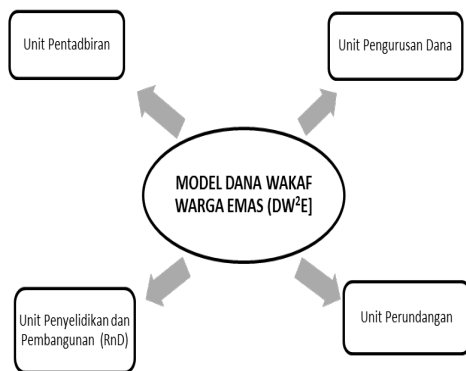 Unit Pentadbiran
Unit Pengurusan Dana
MODEL DANA WAKAF
WARGA EMAS (DW²E]
Unit Penyelidikan dan
Pembangunan (RnD)
Unit Perundangan